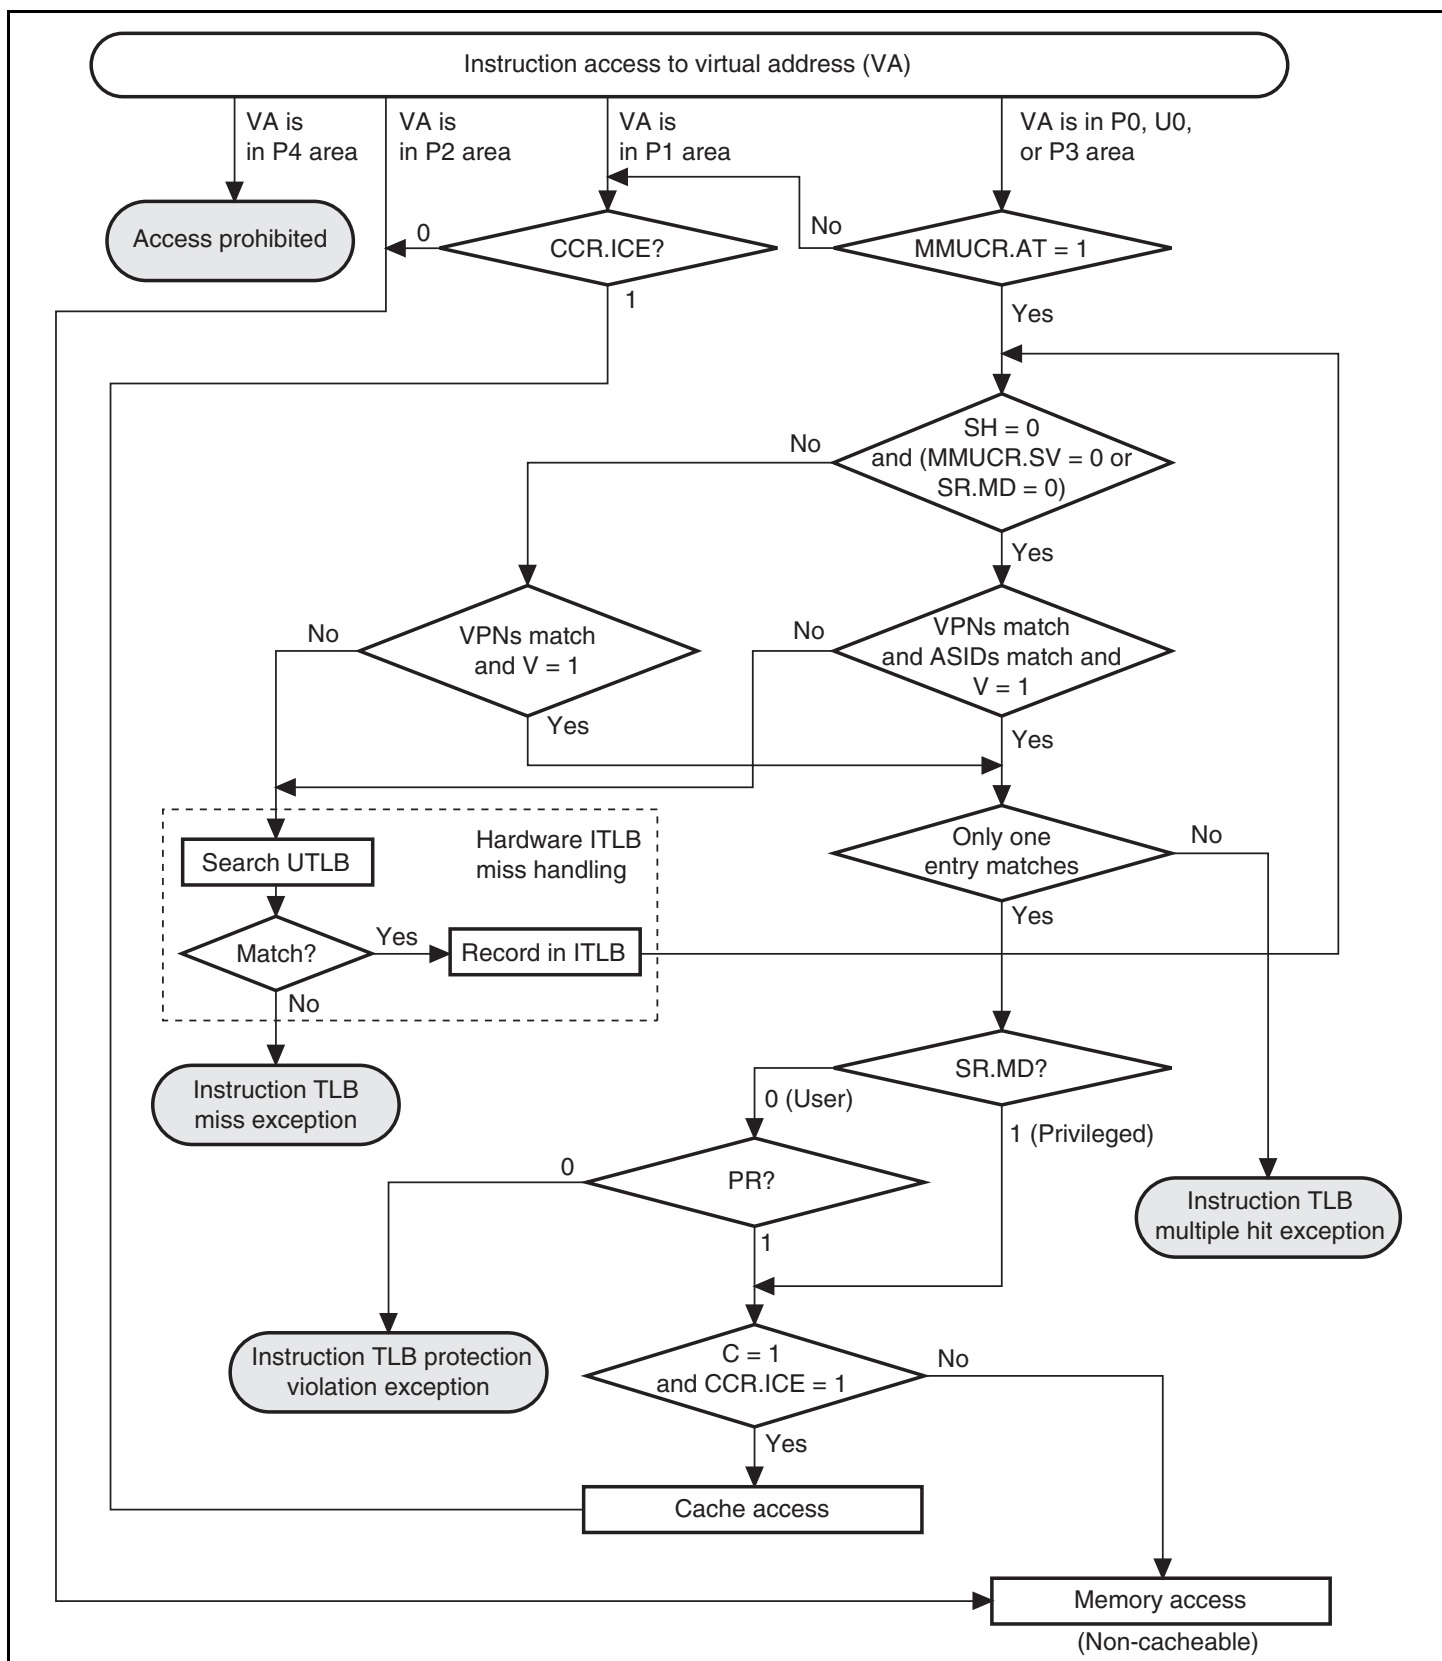 Instruction access to virtual address (VA)
VA is
in P4 area
VA is
in P2 area
VA is
in P1 area
VA is in P0, U0,
or P3 area
Access prohibited
0
CCR.ICE?
No
MMUCR.AT = 1
1
Yes
SH = 0
and (MMUCR.SV = 0 or
SR.MD = 0)
No
Yes
No
VPNs match
and V = 1
No
VPNs match
and ASIDs match and
V = 1
Yes
Yes
Hardware ITLB
miss handling
Search UTLB
Only one
entry matches
No
Yes
Match?
Yes
Record in ITLB
No
SR.MD?
Instruction TLB
miss exception
0 (User)
1 (Privileged)
0
PR?
Instruction TLB
multiple hit exception
1
Instruction TLB protection
violation exception
C = 1
and CCR.ICE = 1
No
Yes
Cache access
Memory access
(Non-cacheable)